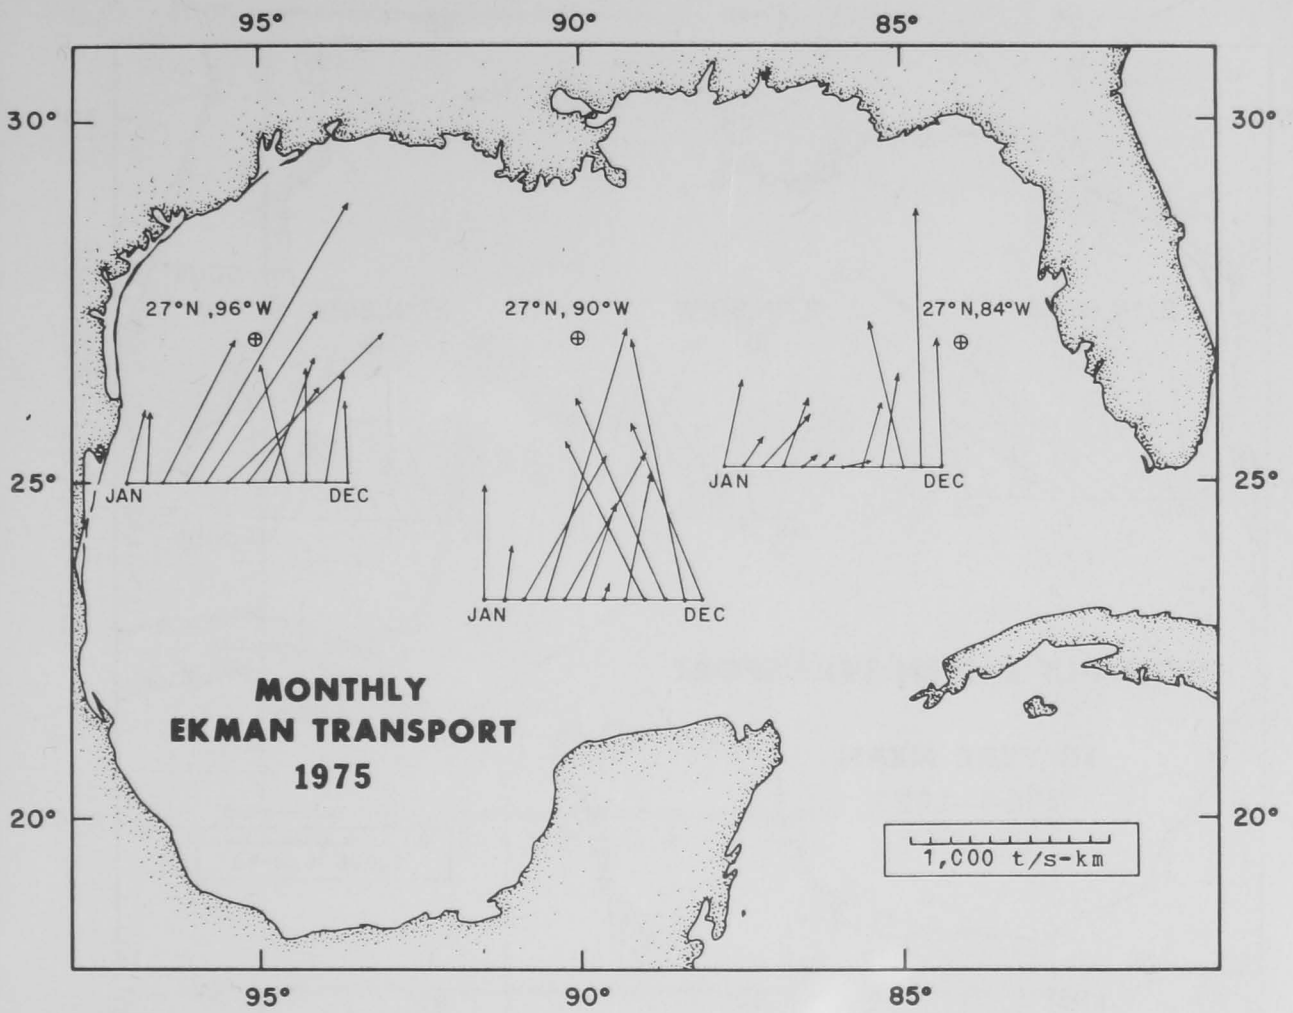 95° 90° 85°
30° 30°
27°N,96°W 27°N,90°W 27°N,84°W
25° 25°
JAN DEC JAN DEC
JAN DEC
MONTHLY
EKMAN TRANSPORT
1975
20° 20°
1,000 t/s-km
95° 90° 85°